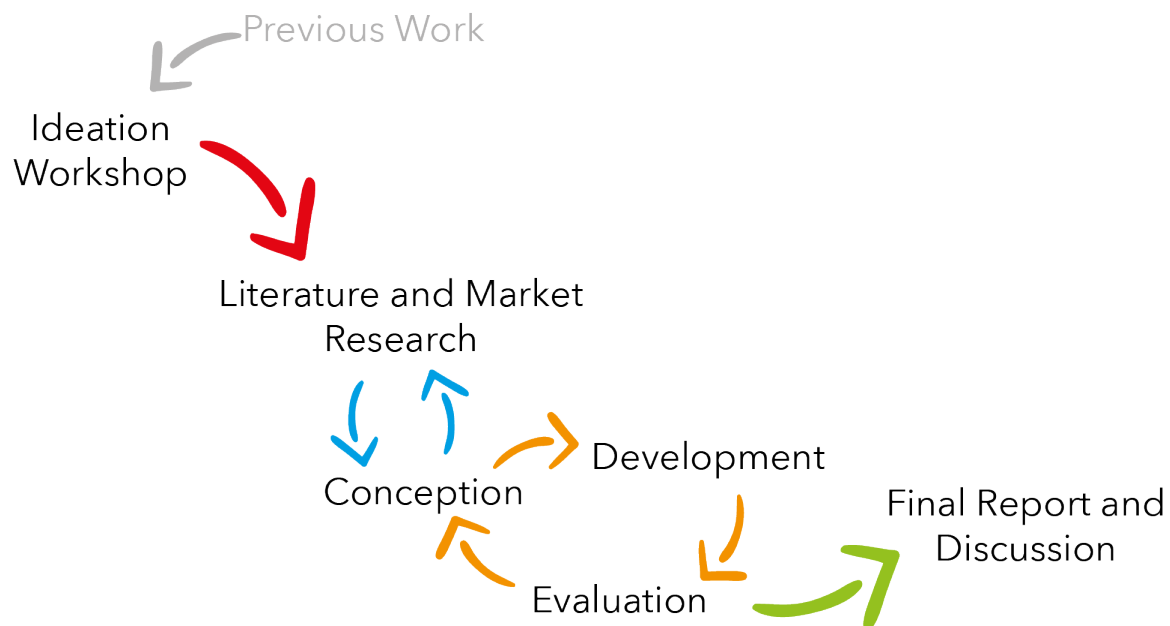 Previous Work
Ideation
Workshop
Literature and Market
Research
Conception
Development
Evaluation
Final Report and
Discussion